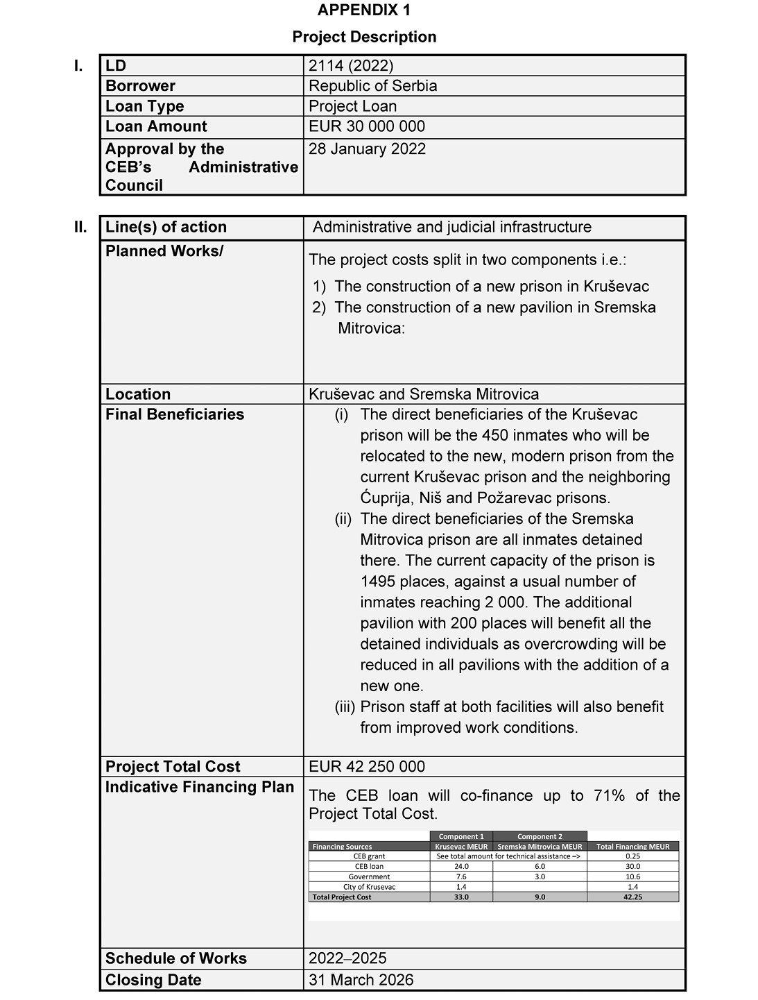 APPENDIX 1
Project Description
I. LD 2114 (2022)
Borrower Republic of Serbia
Loan Type Project Loan
Loan Amount EUR 30 000 000
Approval by the 28 January 2022
CEB’s Administrative
Council
II. Line(s) of action Administrative and judicial infrastructure
Planned Works/
The project costs split in two components i.e.:
1) The construction of a new prison in Kruševac
2) The construction of a new pavilion in Sremska
Mitrovica:
Location Kruševac and Sremska Mitrovica
Final Beneficiaries (i) The direct beneficiaries of the Kruševac
prison will be the 450 inmates who will be
relocated to the new, modern prison from the
current Kruševac prison and the neighboring
Ćuprija, Niš and Požarevac prisons.
(ii) The direct beneficiaries of the Sremska
Mitrovica prison are all inmates detained
there. The current capacity of the prison is
1495 places, against a usual number of
inmates reaching 2 000. The additional
pavilion with 200 places will benefit all the
detained individuals as overcrowding will be
reduced in all pavilions with the addition of a
new one.
(iii) Prison staff at both facilities will also benefit
from improved work conditions.
Project Total Cost EUR 42 250 000
Indicative Financing Plan
The CEB loan will co-finance up to 71% of the
Project Total Cost.
Component 1 Component 2
Financing Sources Krusevac MEUR Sremska Mitrovica MEUR Total Financing MEUR
CEB grant See total amount for technical assistance –> 0.25
CEB loan 24.0 6.0 30.0
Government 7.6 3.0 10.6
City of Krusevac 1.4 1.4
Total Project Cost 33.0 9.0 42.25
Schedule of Works 2022–2025
Closing Date 31 March 2026